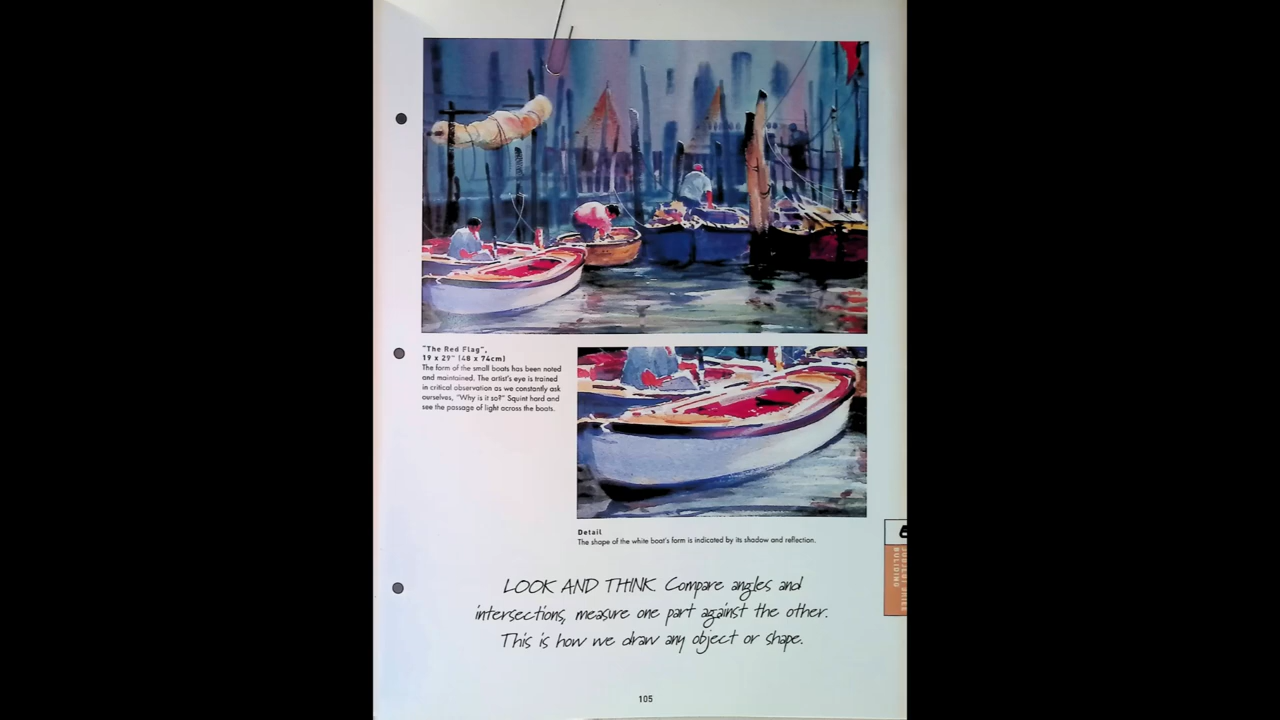 "The Red Flag",
19 x 29" (48 x 74cm)
The form of the small boats has been noted
and maintained. The artist's eye is trained
in critical observation as we constantly ask
ourselves, "Why is it so?" Squint hard and
see the passage of light across the boats.
Detail
The shape of the white boat's form is indicated by its shadow and reflection.
LOOK AND THINK. Compare angles and
intersections, measure one part against the other.
This is how we draw any object or shape.
105